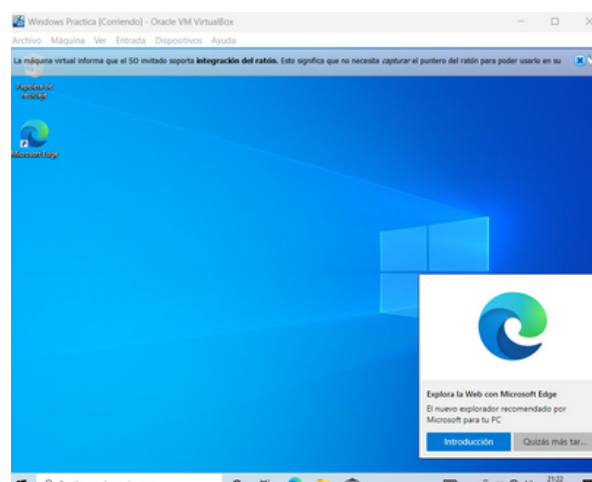 Windows Practica [Corriendo] - Oracle VM VirtualBox
Archivo Máquina Ver Entrada Dispositivos Ayuda
La máquina virtual informa que el SO invitado soporta integración del ratón. Esto significa que no necesita capturar el puntero del ratón para poder usarlo en su
Papelera de
reciclaje
Microsoft Edge
Explora la Web con Microsoft Edge
El nuevo explorador recomendado por
Microsoft para tu PC
Introducción
Quizás más tar...
21:22